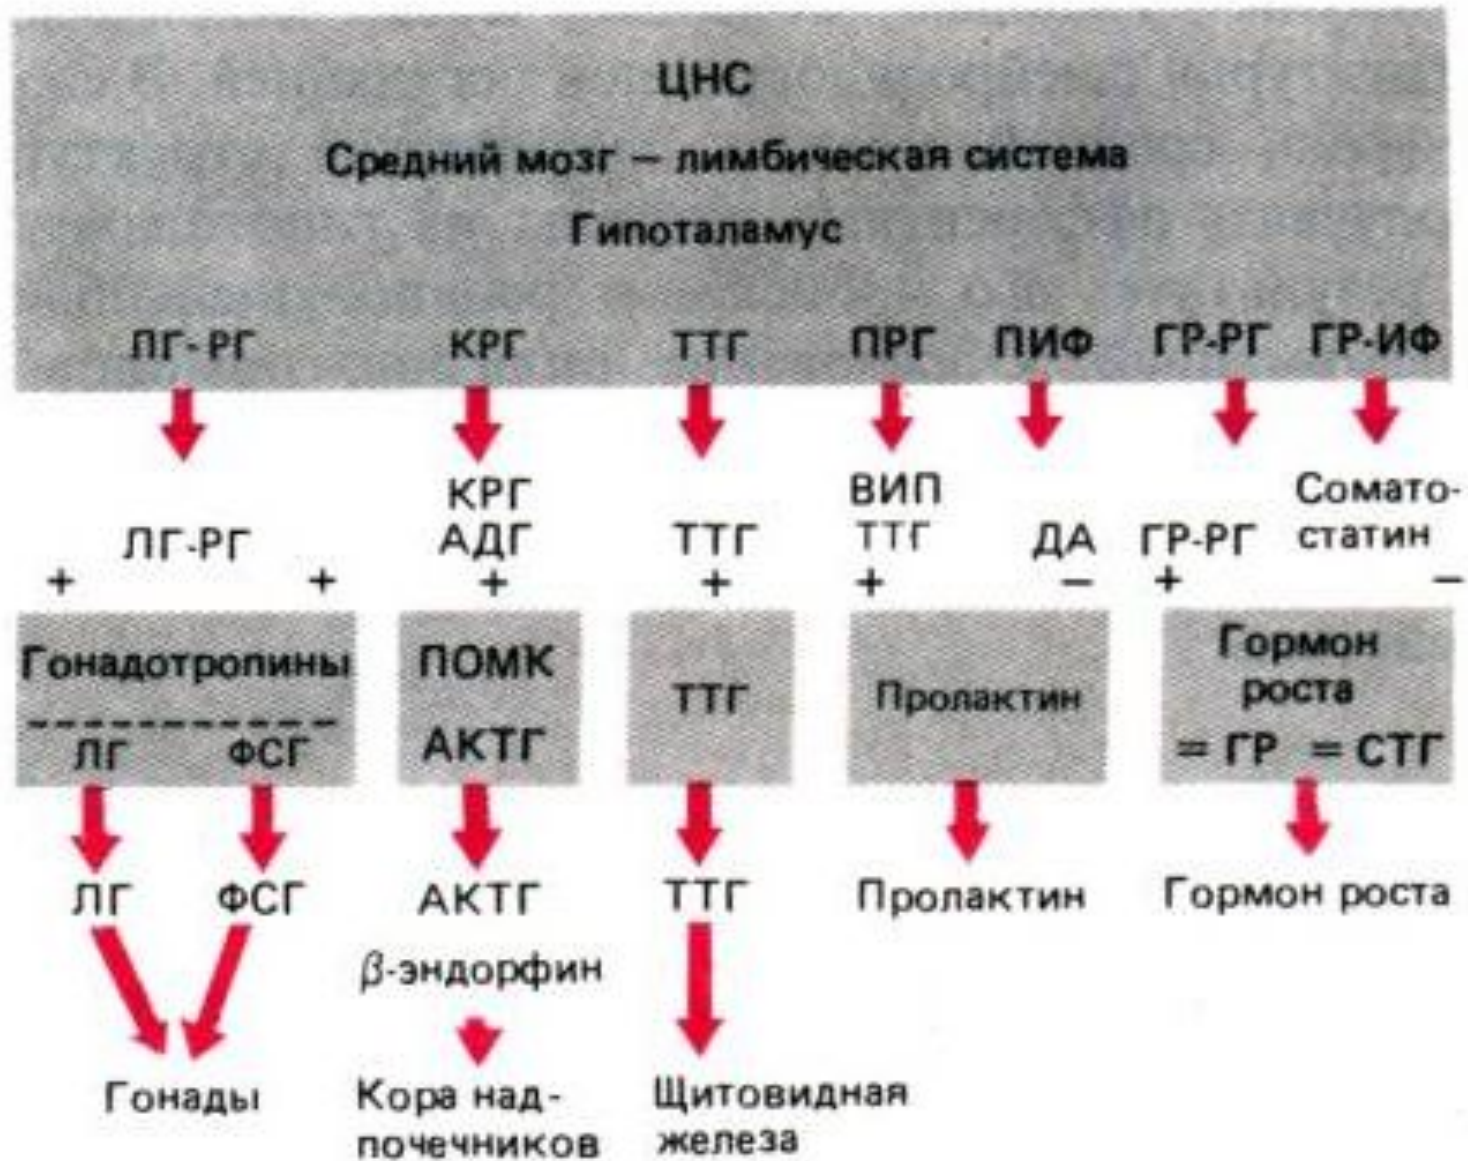 ЦНС
Средний мозг — лимбическая система
Гипоталамус
ЛГ-РГ КРГ ТТГ ПРГ ПИФ ГР-РГ ГР-ИФ
КРГ ВИП Сомато-
ЛГ-РГ АДГ ТТГ ТТГ ДА ГР-РГ статин
+ + + + + − + −
Гонадотропины ПОМК ТТГ Пролактин Гормон
роста
ЛГ ФСГ АКТГ = ГР = СТГ
ЛГ ФСГ АКТГ ТТГ Пролактин Гормон роста
β-эндорфин
Гонады Кора над- Щитовидная
почечников железа